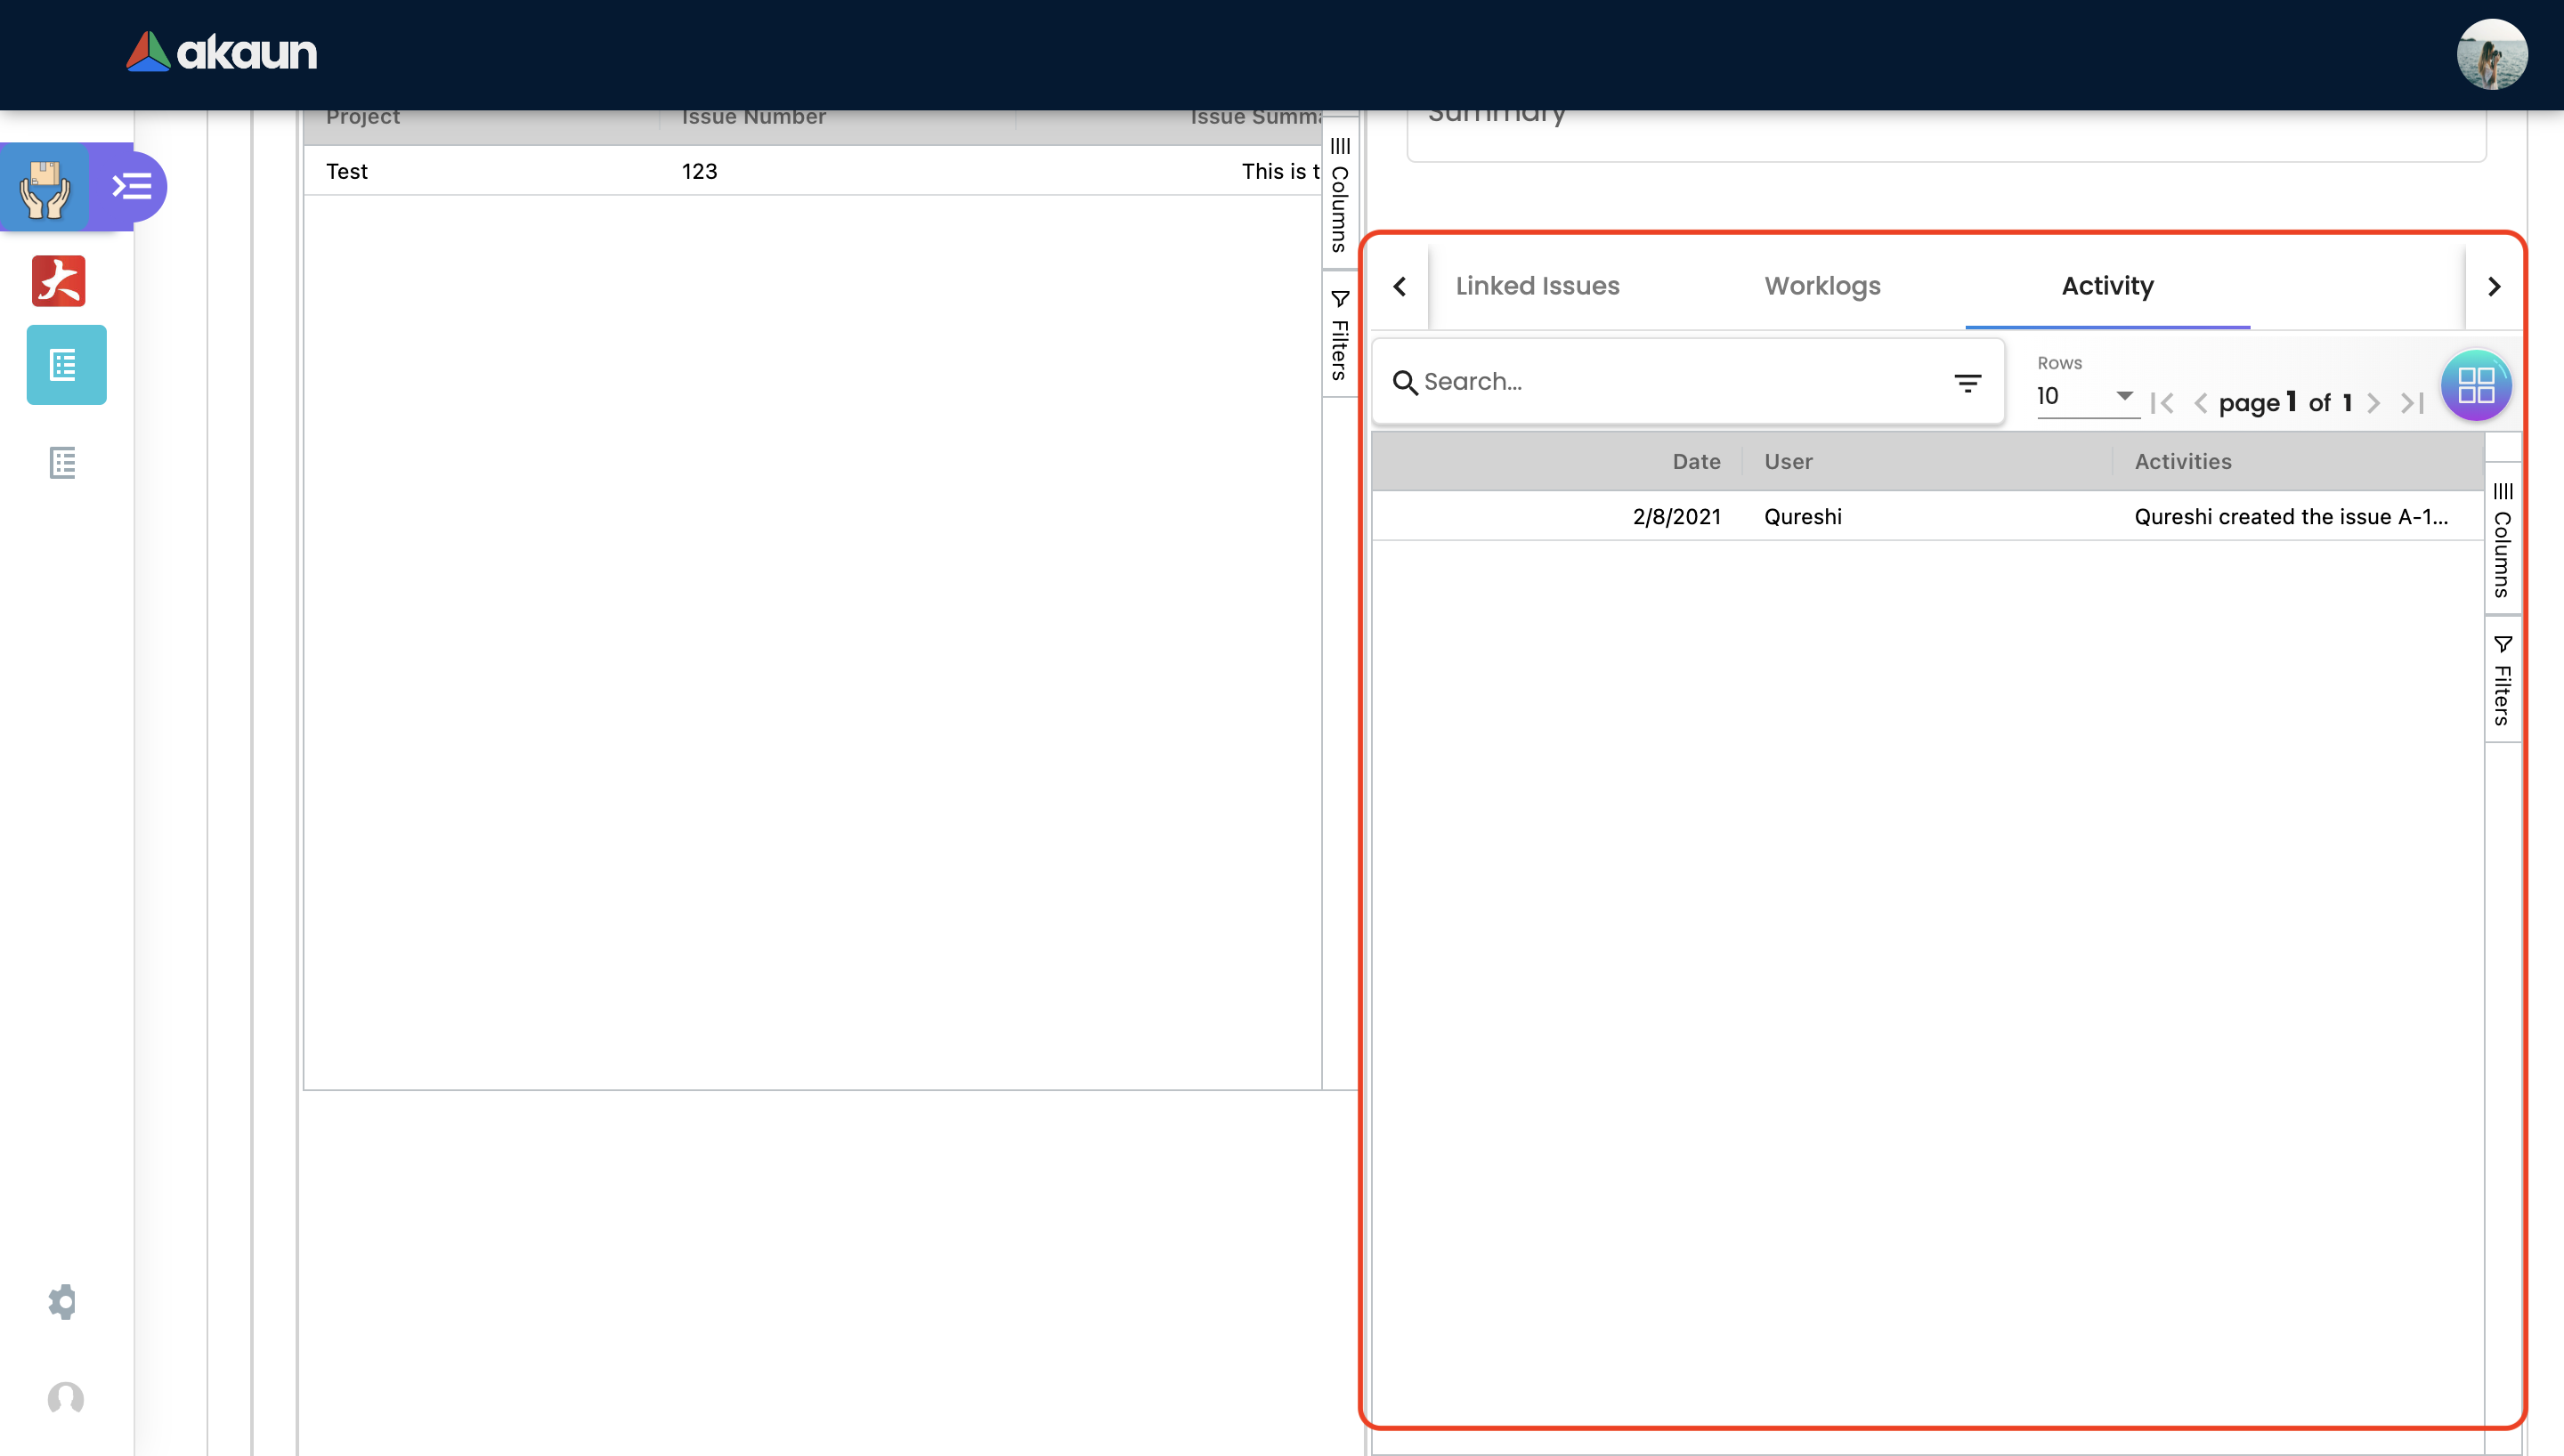 akaun
Project Issue Number Issue Summa
Test 123 This is t
Columns
Filters
Summary
Linked Issues Worklogs Activity
Search...
Rows
10
page 1 of 1
Date User Activities
2/8/2021 Qureshi Qureshi created the issue A-1...
Columns
Filters